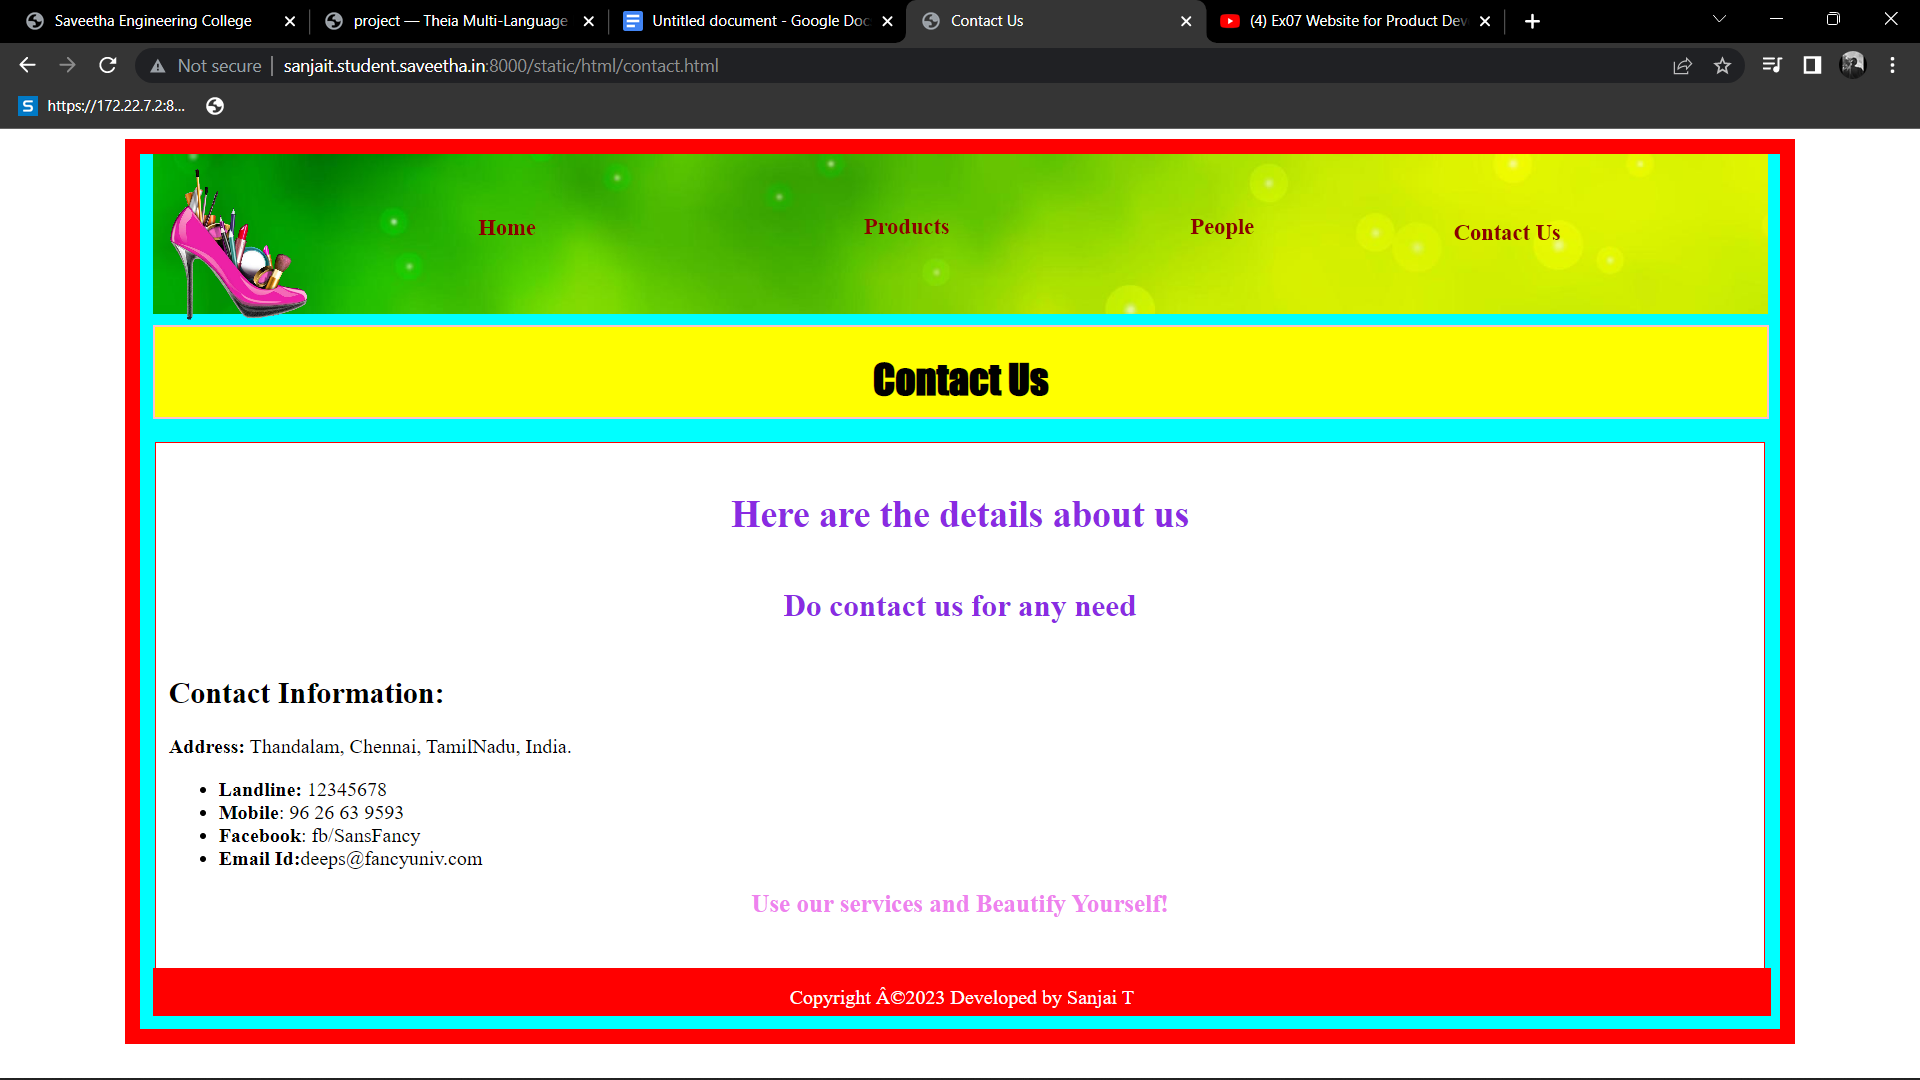 Saveetha Engineering College
project — Theia Multi-Language
Untitled document - Google Doc
Contact Us
(4) Ex07 Website for Product Dev
Not secure
sanjait.student.saveetha.in:8000/static/html/contact.html
S
https://172.22.7.2:8...
Home
Products
People
Contact Us
Contact Us
Here are the details about us
Do contact us for any need
Contact Information:
Address: Thandalam, Chennai, TamilNadu, India.
• Landline: 12345678
• Mobile: 96 26 63 9593
• Facebook: fb/SansFancy
• Email Id:deeps@fancyuniv.com
Use our services and Beautify Yourself!
Copyright Â©2023 Developed by Sanjai T